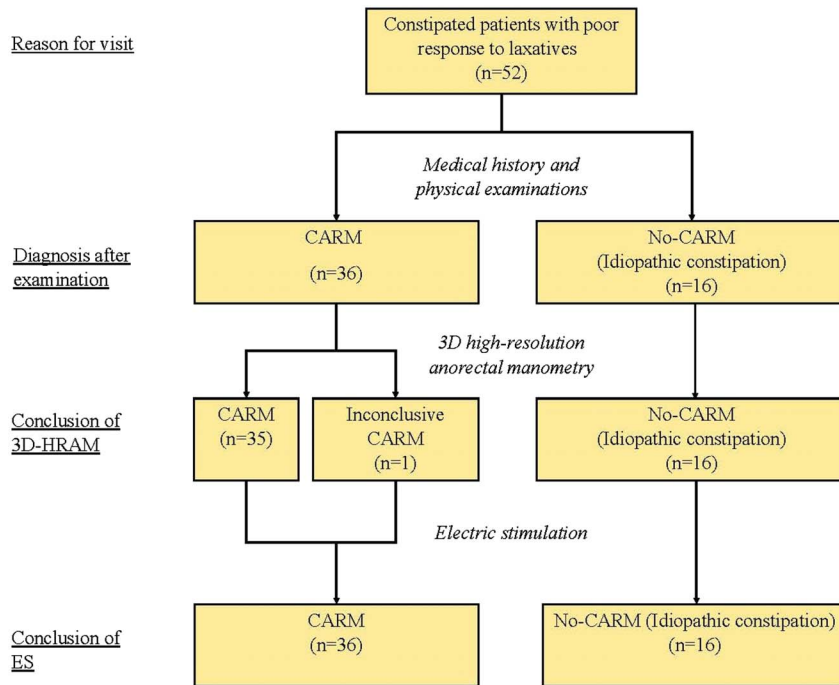 Reason for visit
Constipated patients with poor
response to laxatives
(n=52)
Medical history and
physical examinations
Diagnosis after
examination
CARM
(n=36)
No-CARM
(Idiopathic constipation)
(n=16)
3D high-resolution
anorectal manometry
Conclusion of
3D-HRAM
CARM
(n=35)
Inconclusive
CARM
(n=1)
No-CARM
(Idiopathic constipation)
(n=16)
Electric stimulation
Conclusion of
ES
CARM
(n=36)
No-CARM (Idiopathic constipation)
(n=16)